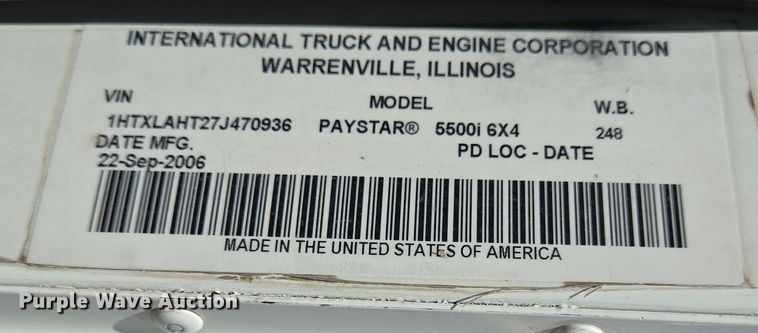 INTERNATIONAL TRUCK AND ENGINE CORPORATION
WARRENVILLE, ILLINOIS
VIN MODEL W.B.
1HTXLAHT27J470936 PAYSTAR® 5500i 6X4 248
DATE MFG. PD LOC - DATE
22-Sep-2006
MADE IN THE UNITED STATES OF AMERICA
Purple Wave Auction